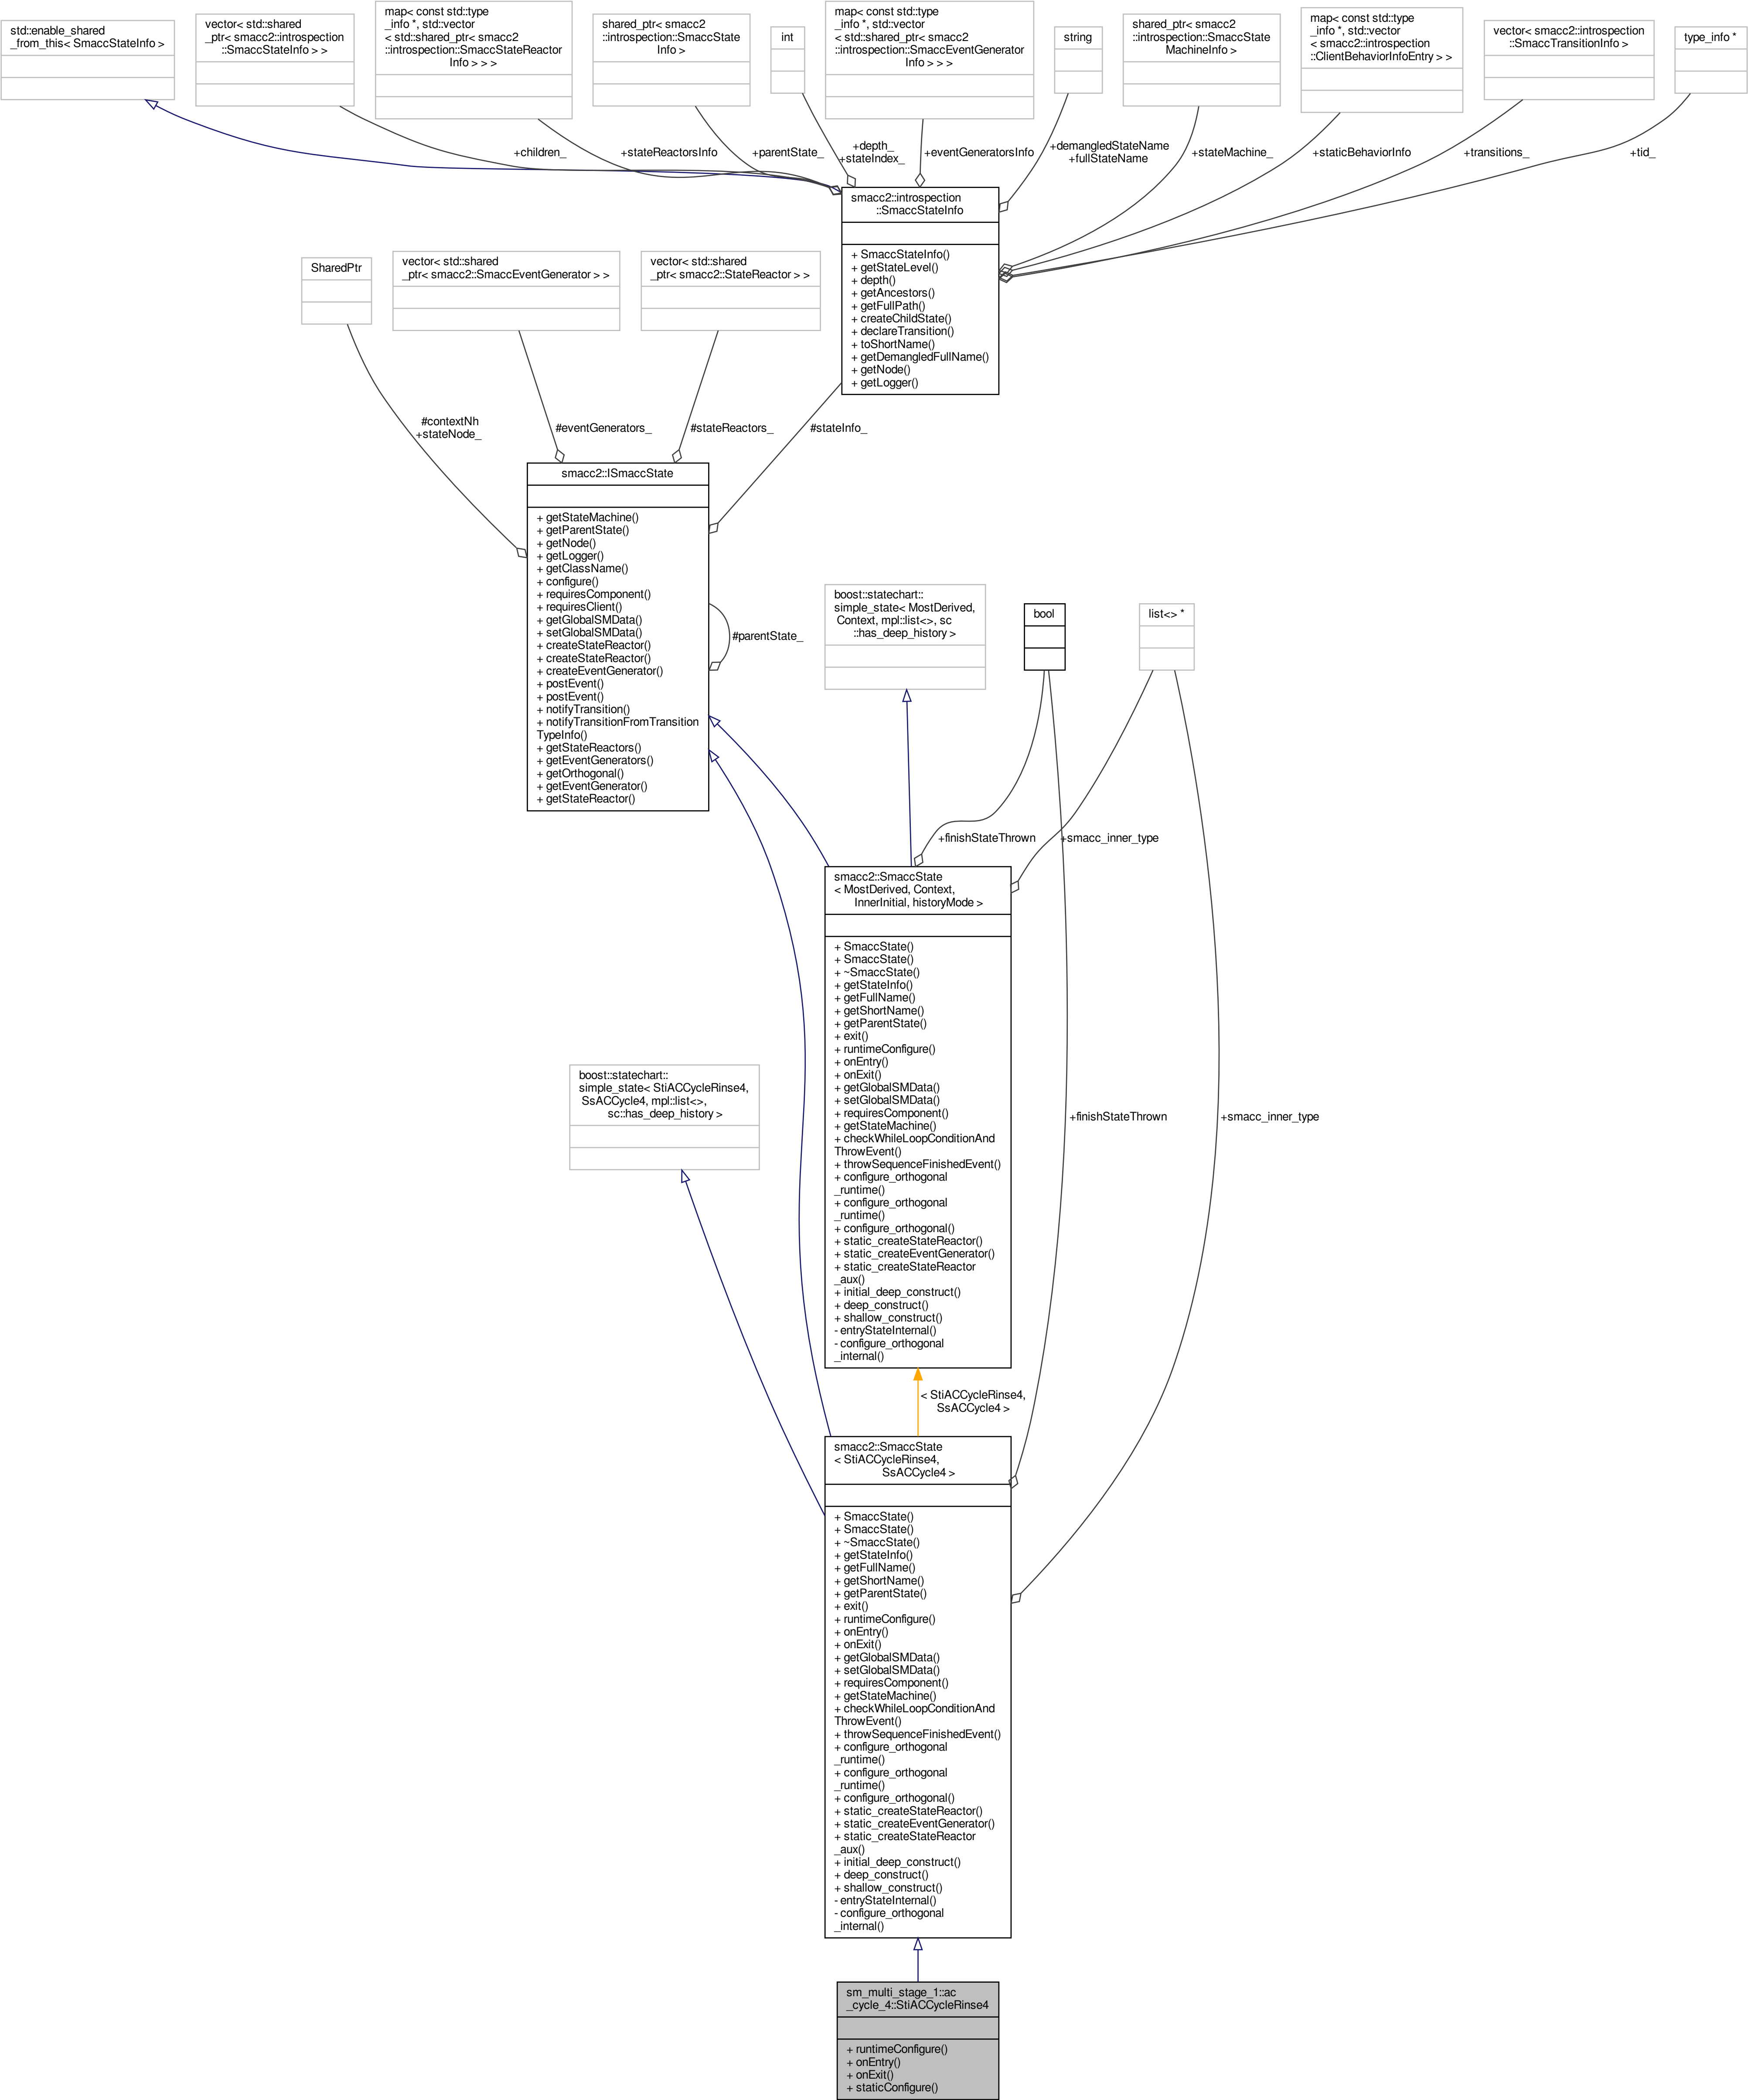 std::enable_shared
_from_this< SmaccStateInfo >
vector< std::shared
_ptr< smacc2::introspection
::SmaccStateInfo > >
map< const std::type
_info *, std::vector
< std::shared_ptr< smacc2
::introspection::SmaccStateReactor
Info > > >
shared_ptr< smacc2
::introspection::SmaccState
Info >
int
map< const std::type
_info *, std::vector
< std::shared_ptr< smacc2
::introspection::SmaccEventGenerator
Info > > >
string
shared_ptr< smacc2
::introspection::SmaccState
MachineInfo >
map< const std::type
_info *, std::vector
< smacc2::introspection
::ClientBehaviorInfoEntry > >
vector< smacc2::introspection
::SmaccTransitionInfo >
type_info *
+children_
+stateReactorsInfo
+parentState_
+depth_
+stateIndex_
+eventGeneratorsInfo
+demangledStateName
+fullStateName
+stateMachine_
+staticBehaviorInfo
+transitions_
+tid_
smacc2::introspection
::SmaccStateInfo
+ SmaccStateInfo()
+ getStateLevel()
+ depth()
+ getAncestors()
+ getFullPath()
+ createChildState()
+ declareTransition()
+ toShortName()
+ getDemangledFullName()
+ getNode()
+ getLogger()
SharedPtr
vector< std::shared
_ptr< smacc2::SmaccEventGenerator > >
vector< std::shared
_ptr< smacc2::StateReactor > >
#contextNh
+stateNode_
#eventGenerators_
#stateReactors_
#stateInfo_
smacc2::ISmaccState
+ getStateMachine()
+ getParentState()
+ getNode()
+ getLogger()
+ getClassName()
+ configure()
+ requiresComponent()
+ requiresClient()
+ getGlobalSMData()
+ setGlobalSMData()
+ createStateReactor()
+ createStateReactor()
+ createEventGenerator()
+ postEvent()
+ postEvent()
+ notifyTransition()
+ notifyTransitionFromTransition
TypeInfo()
+ getStateReactors()
+ getEventGenerators()
+ getOrthogonal()
+ getEventGenerator()
+ getStateReactor()
#parentState_
boost::statechart::
simple_state< MostDerived,
Context, mpl::list<>, sc
::has_deep_history >
bool
list<> *
+finishStateThrown
+smacc_inner_type
smacc2::SmaccState
< MostDerived, Context,
InnerInitial, historyMode >
+ SmaccState()
+ SmaccState()
+ ~SmaccState()
+ getStateInfo()
+ getFullName()
+ getShortName()
+ getParentState()
+ exit()
+ runtimeConfigure()
+ onEntry()
+ onExit()
+ getGlobalSMData()
+ setGlobalSMData()
+ requiresComponent()
+ getStateMachine()
+ checkWhileLoopConditionAnd
ThrowEvent()
+ throwSequenceFinishedEvent()
+ configure_orthogonal
_runtime()
+ configure_orthogonal
_runtime()
+ configure_orthogonal()
+ static_createStateReactor()
+ static_createEventGenerator()
+ static_createStateReactor
_aux()
+ initial_deep_construct()
+ deep_construct()
+ shallow_construct()
- entryStateInternal()
- configure_orthogonal
_internal()
boost::statechart::
simple_state< StiACCycleRinse4,
SsACCycle4, mpl::list<>,
sc::has_deep_history >
+finishStateThrown
+smacc_inner_type
< StiACCycleRinse4,
SsACCycle4 >
smacc2::SmaccState
< StiACCycleRinse4,
SsACCycle4 >
+ SmaccState()
+ SmaccState()
+ ~SmaccState()
+ getStateInfo()
+ getFullName()
+ getShortName()
+ getParentState()
+ exit()
+ runtimeConfigure()
+ onEntry()
+ onExit()
+ getGlobalSMData()
+ setGlobalSMData()
+ requiresComponent()
+ getStateMachine()
+ checkWhileLoopConditionAnd
ThrowEvent()
+ throwSequenceFinishedEvent()
+ configure_orthogonal
_runtime()
+ configure_orthogonal
_runtime()
+ configure_orthogonal()
+ static_createStateReactor()
+ static_createEventGenerator()
+ static_createStateReactor
_aux()
+ initial_deep_construct()
+ deep_construct()
+ shallow_construct()
- entryStateInternal()
- configure_orthogonal
_internal()
sm_multi_stage_1::ac
_cycle_4::StiACCycleRinse4
+ runtimeConfigure()
+ onEntry()
+ onExit()
+ staticConfigure()